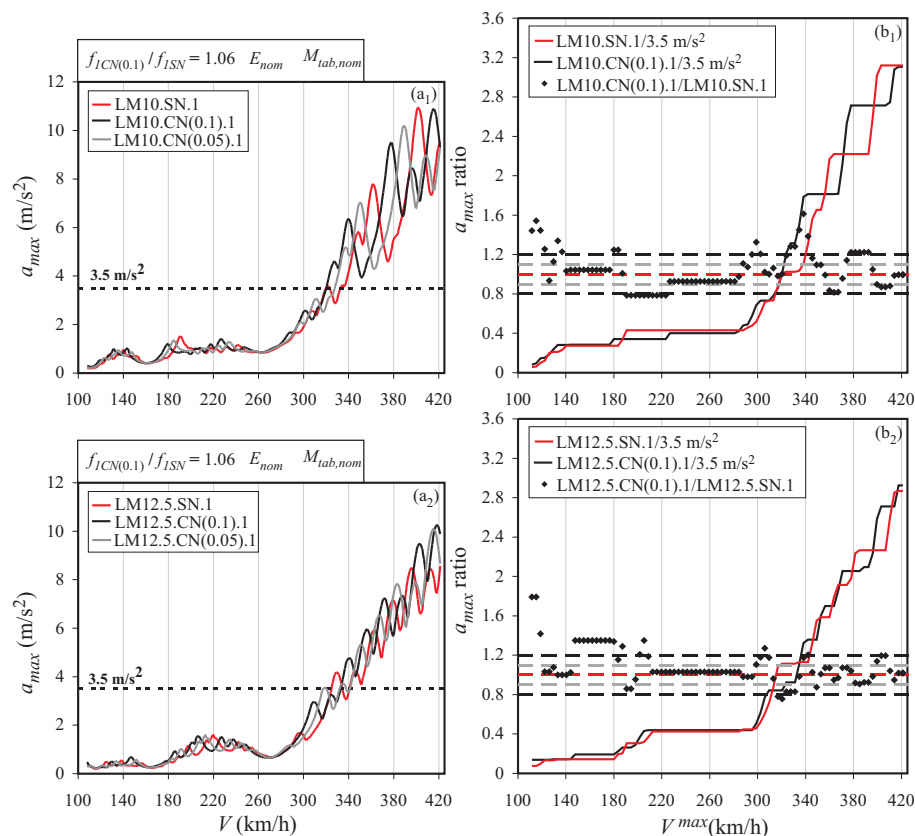 f1CN(0.1) / f1SN = 1.06 Enom Mtab,nom
(a1)
LM10.SN.1
LM10.CN(0.1).1
LM10.CN(0.05).1
3.5 m/s2
12
10
8
6
4
2
0
amax (m/s2)
100 140 180 220 260 300 340 380 420
(b1)
LM10.SN.1/3.5 m/s2
LM10.CN(0.1).1/3.5 m/s2
LM10.CN(0.1).1/LM10.SN.1
3.6
3.2
2.8
2.4
2
1.6
1.2
0.8
0.4
0
amax ratio
100 140 180 220 260 300 340 380 420
f1CN(0.1) / f1SN = 1.06 Enom Mtab,nom
(a2)
LM12.5.SN.1
LM12.5.CN(0.1).1
LM12.5.CN(0.05).1
3.5 m/s2
12
10
8
6
4
2
0
amax (m/s2)
100 140 180 220 260 300 340 380 420
V (km/h)
(b2)
LM12.5.SN.1/3.5 m/s2
LM12.5.CN(0.1).1/3.5 m/s2
LM12.5.CN(0.1).1/LM12.5.SN.1
3.6
3.2
2.8
2.4
2
1.6
1.2
0.8
0.4
0
amax ratio
100 140 180 220 260 300 340 380 420
Vmax(km/h)